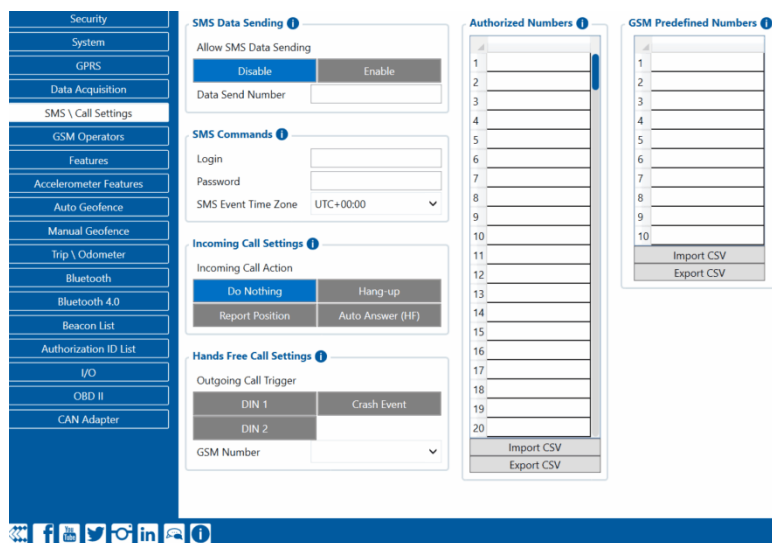 Security
System
GPRS
Data Acquisition
SMS \ Call Settings
GSM Operators
Features
Accelerometer Features
Auto Geofence
Manual Geofence
Trip \ Odometer
Bluetooth
Bluetooth 4.0
Beacon List
Authorization ID List
I/O
OBD II
CAN Adapter
SMS Data Sending
Allow SMS Data Sending
Disable Enable
Data Send Number
SMS Commands
Login
Password
SMS Event Time Zone UTC+00:00
Incoming Call Settings
Incoming Call Action
Do Nothing Hang-up
Report Position Auto Answer (HF)
Hands Free Call Settings
Outgoing Call Trigger
DIN 1 Crash Event
DIN 2
GSM Number
Authorized Numbers
1
2
3
4
5
6
7
8
9
10
11
12
13
14
15
16
17
18
19
20
Import CSV
Export CSV
GSM Predefined Numbers
1
2
3
4
5
6
7
8
9
10
Import CSV
Export CSV